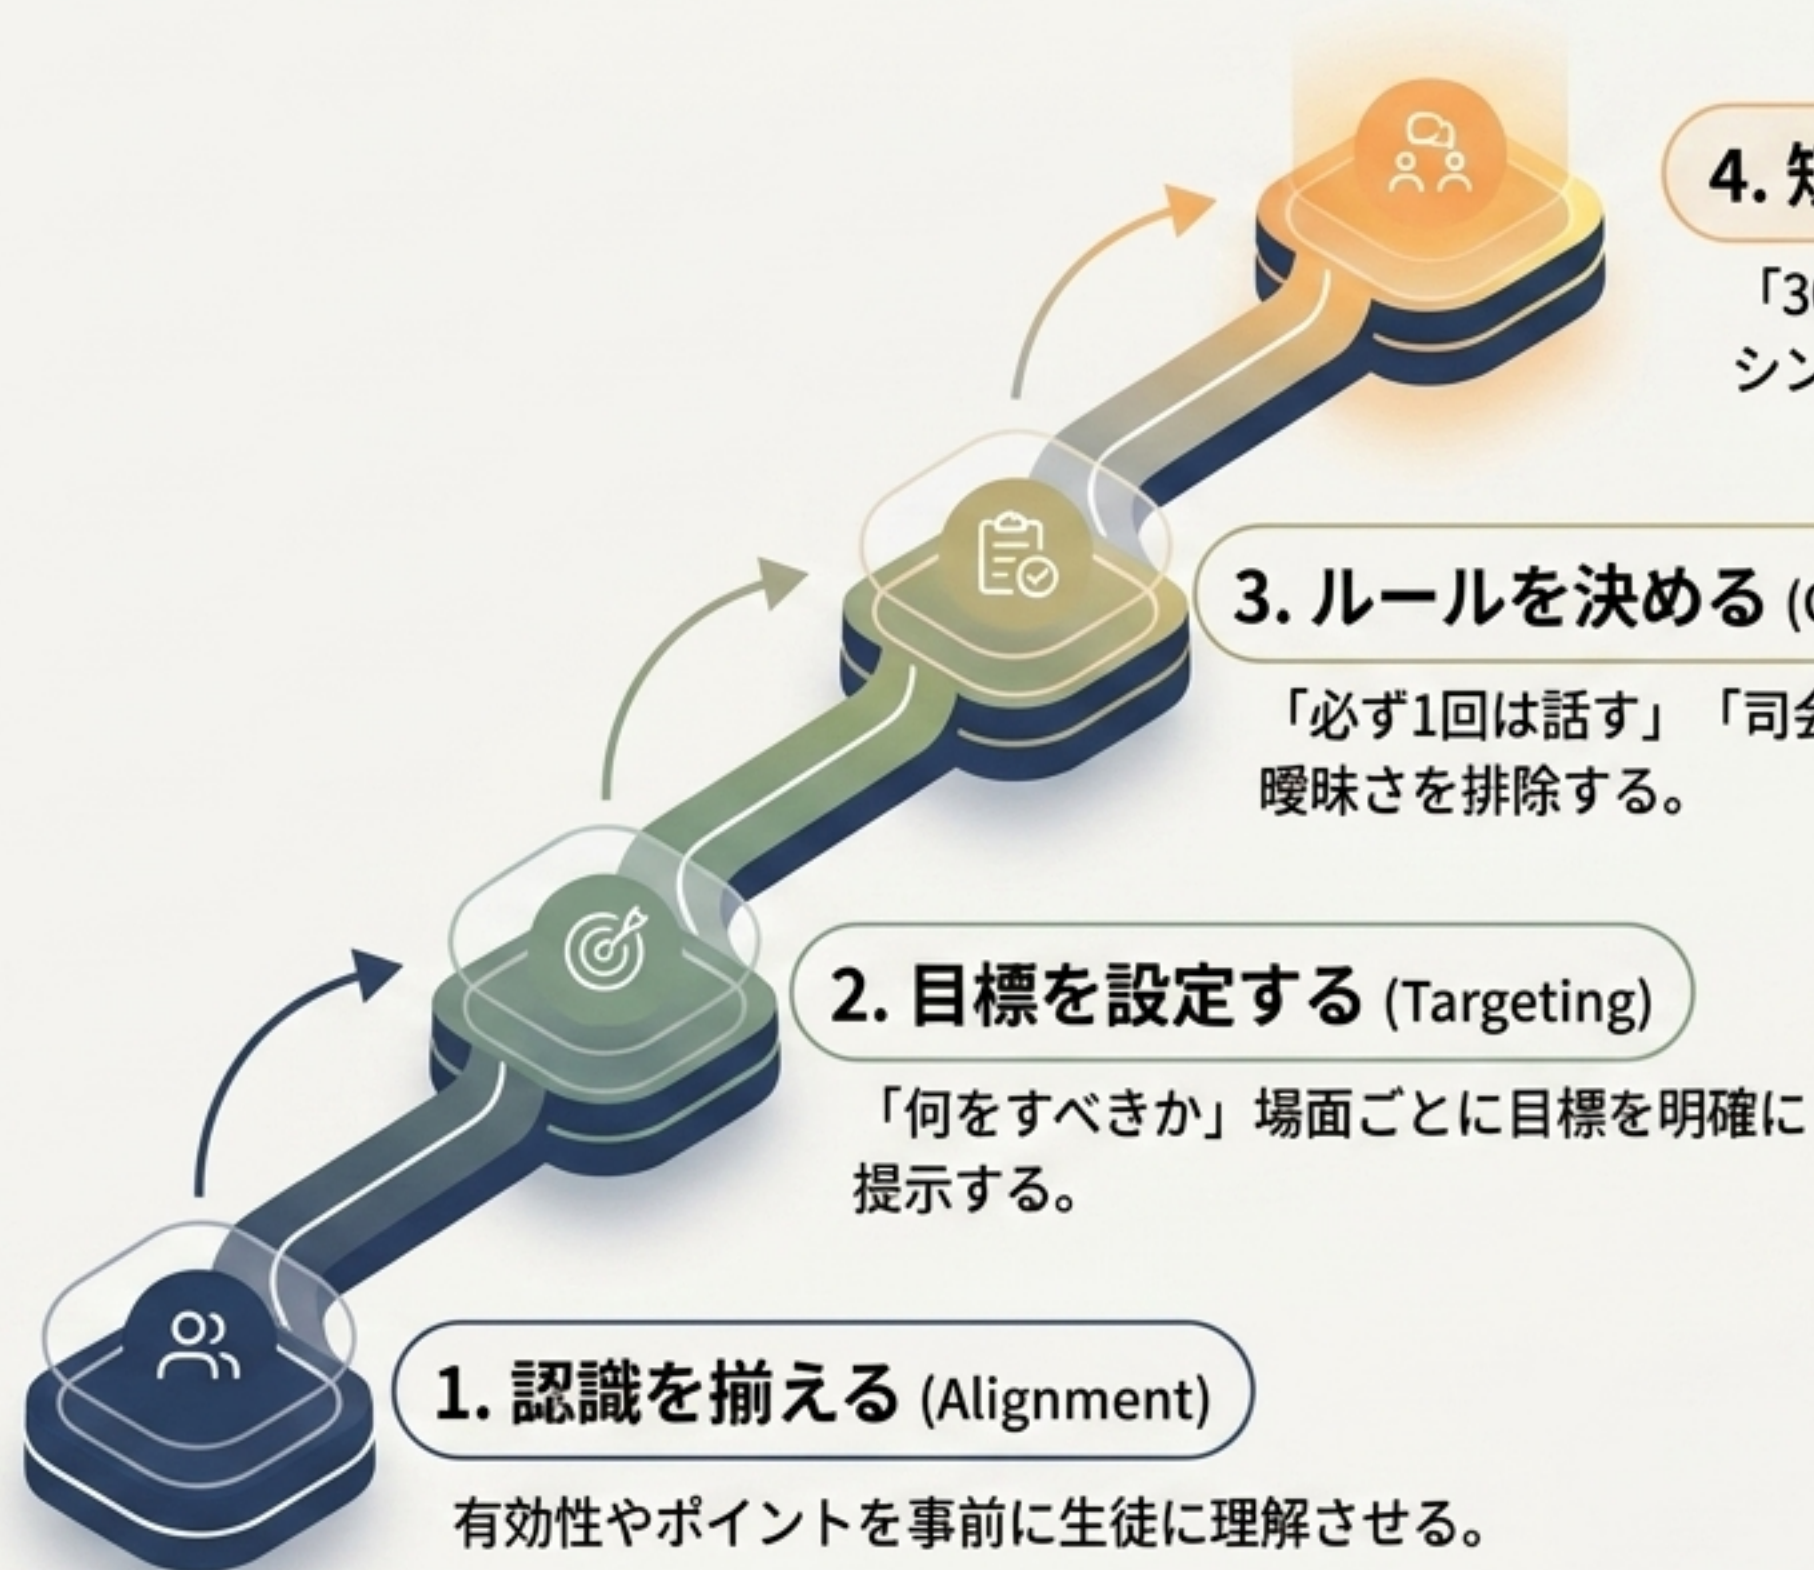 4. 短
「30
シン
3. ルールを決める (C
「必ず1回は話す」「司会
曖昧さを排除する。
2. 目標を設定する (Targeting)
「何をすべきか」場面ごとに目標を明確に
提示する。
1. 認識を揃える (Alignment)
有効性やポイントを事前に生徒に理解させる。